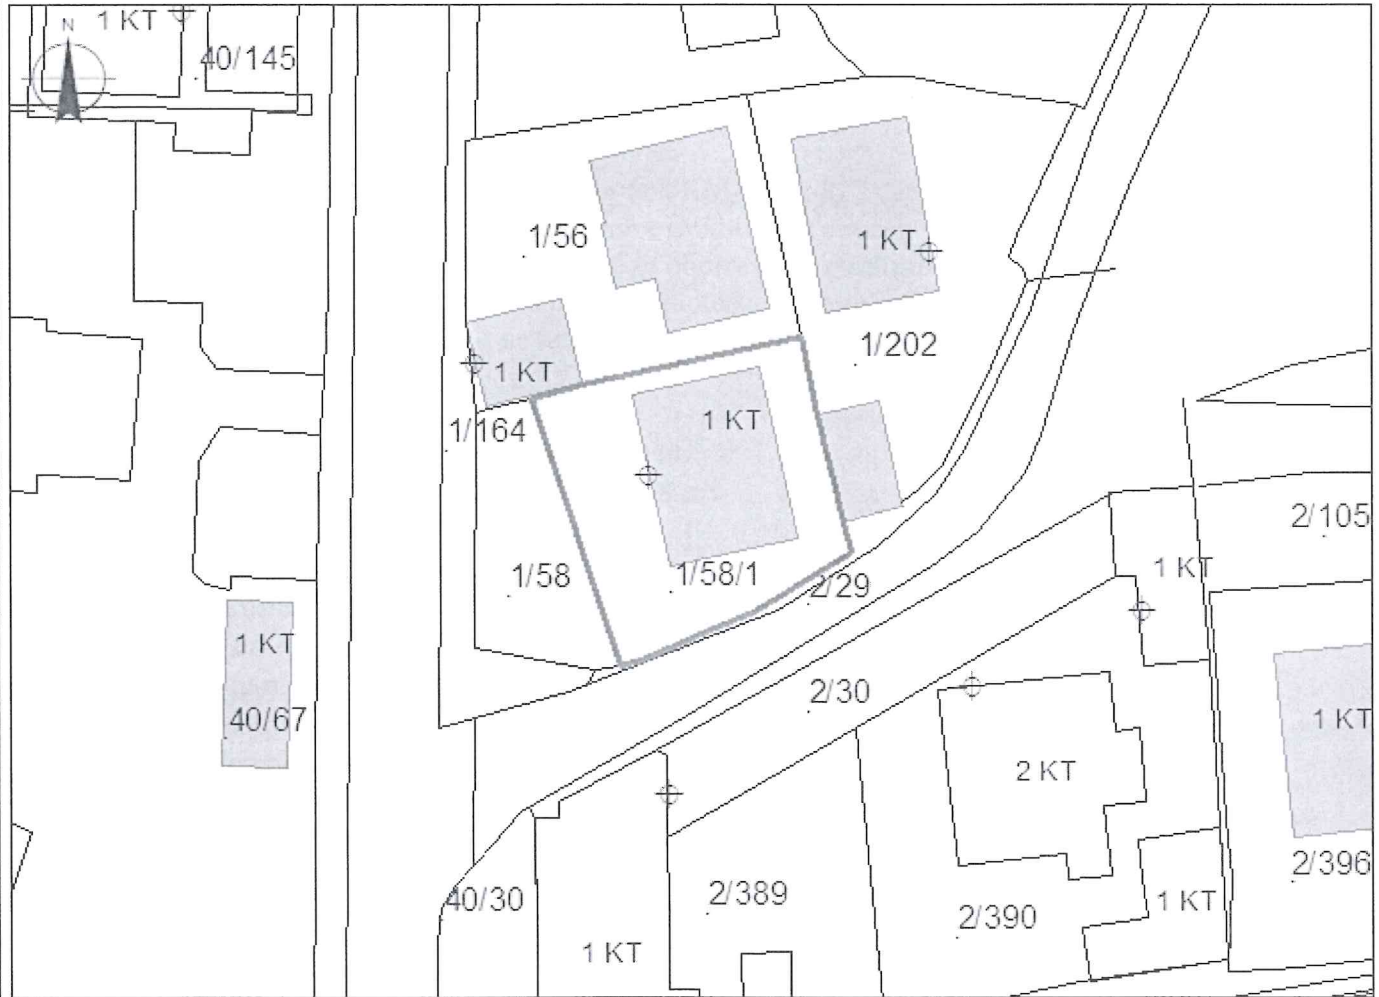 1 KT
N
40/145
1/56
1 KT
1/202
1 KT
1 KT
1/164
2/105
1/58
1/58/1
2/29
1 KT
1 KT
40/67
2/30
1 KT
2 KT
2/396
40/30
2/389
2/390
1 KT
1 KT